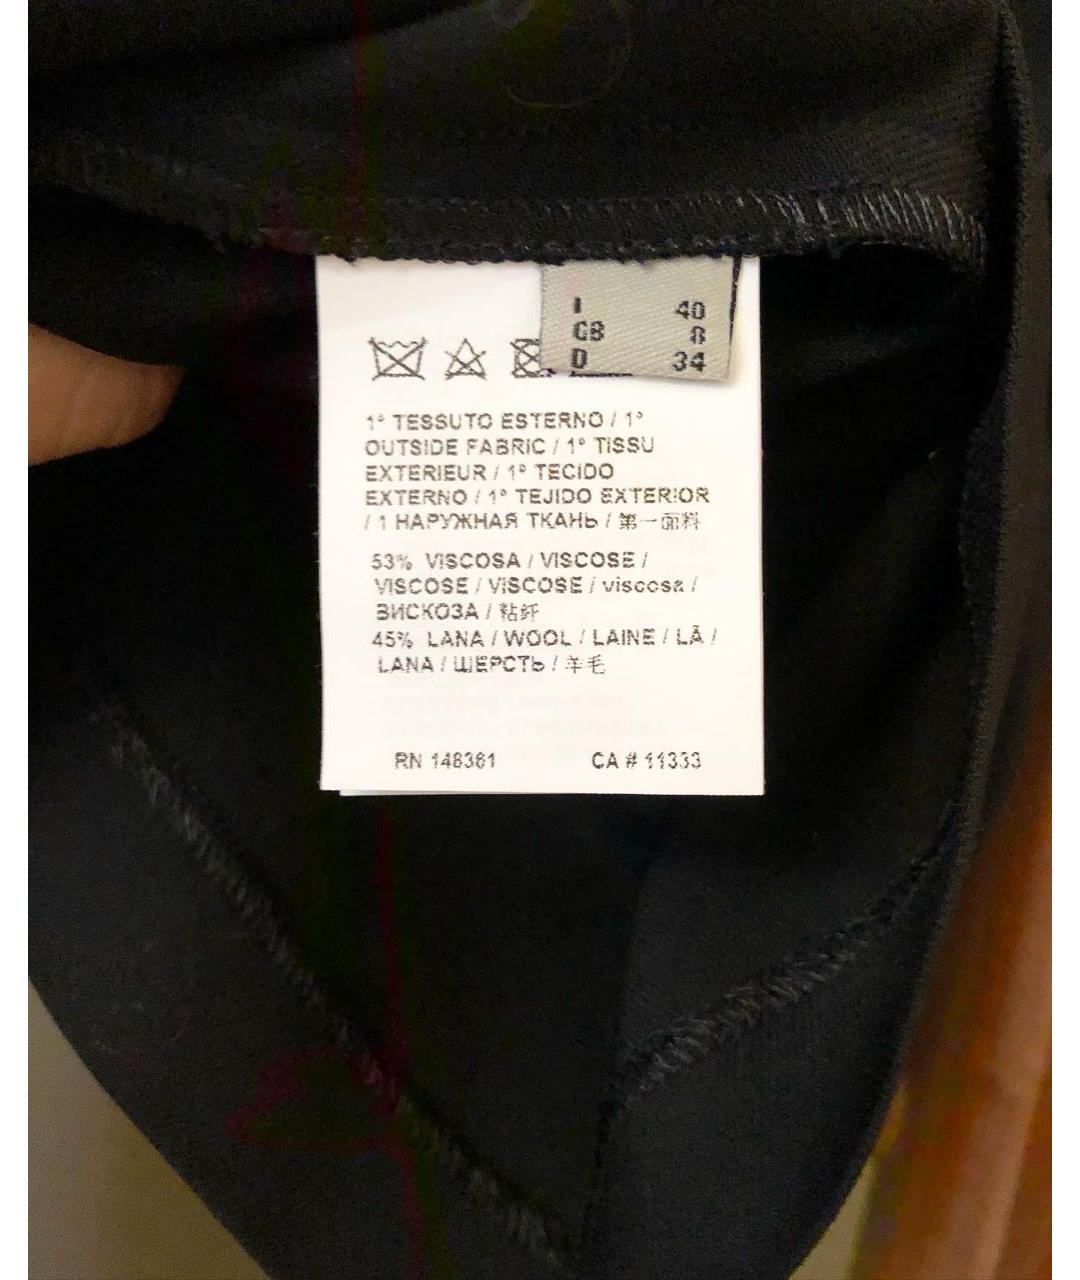 I 40
GB 8
D 34
1° TESSUTO ESTERNO / 1°
OUTSIDE FABRIC / 1° TISSU
EXTERIEUR / 1° TECIDO
EXTERNO / 1° TEJIDO EXTERIOR
/ 1 НАРУЖНАЯ ТКАНЬ / 第一面料
53% VISCOSA / VISCOSE /
VISCOSE / VISCOSE / viscosa /
ВИСКОЗА / 粘纤
45% LANA / WOOL / LAINE / LÃ /
LANA / ШЕРСТЬ / 羊毛
RN 148361 CA # 11333